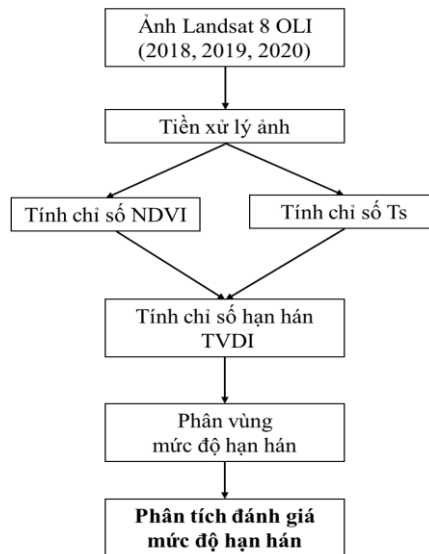 Ảnh Landsat 8 OLI
(2018, 2019, 2020)
Tiền xử lý ảnh
Tính chỉ số NDVI
Tính chỉ số Ts
Tính chỉ số hạn hán
TVDI
Phân vùng
mức độ hạn hán
Phân tích đánh giá
mức độ hạn hán